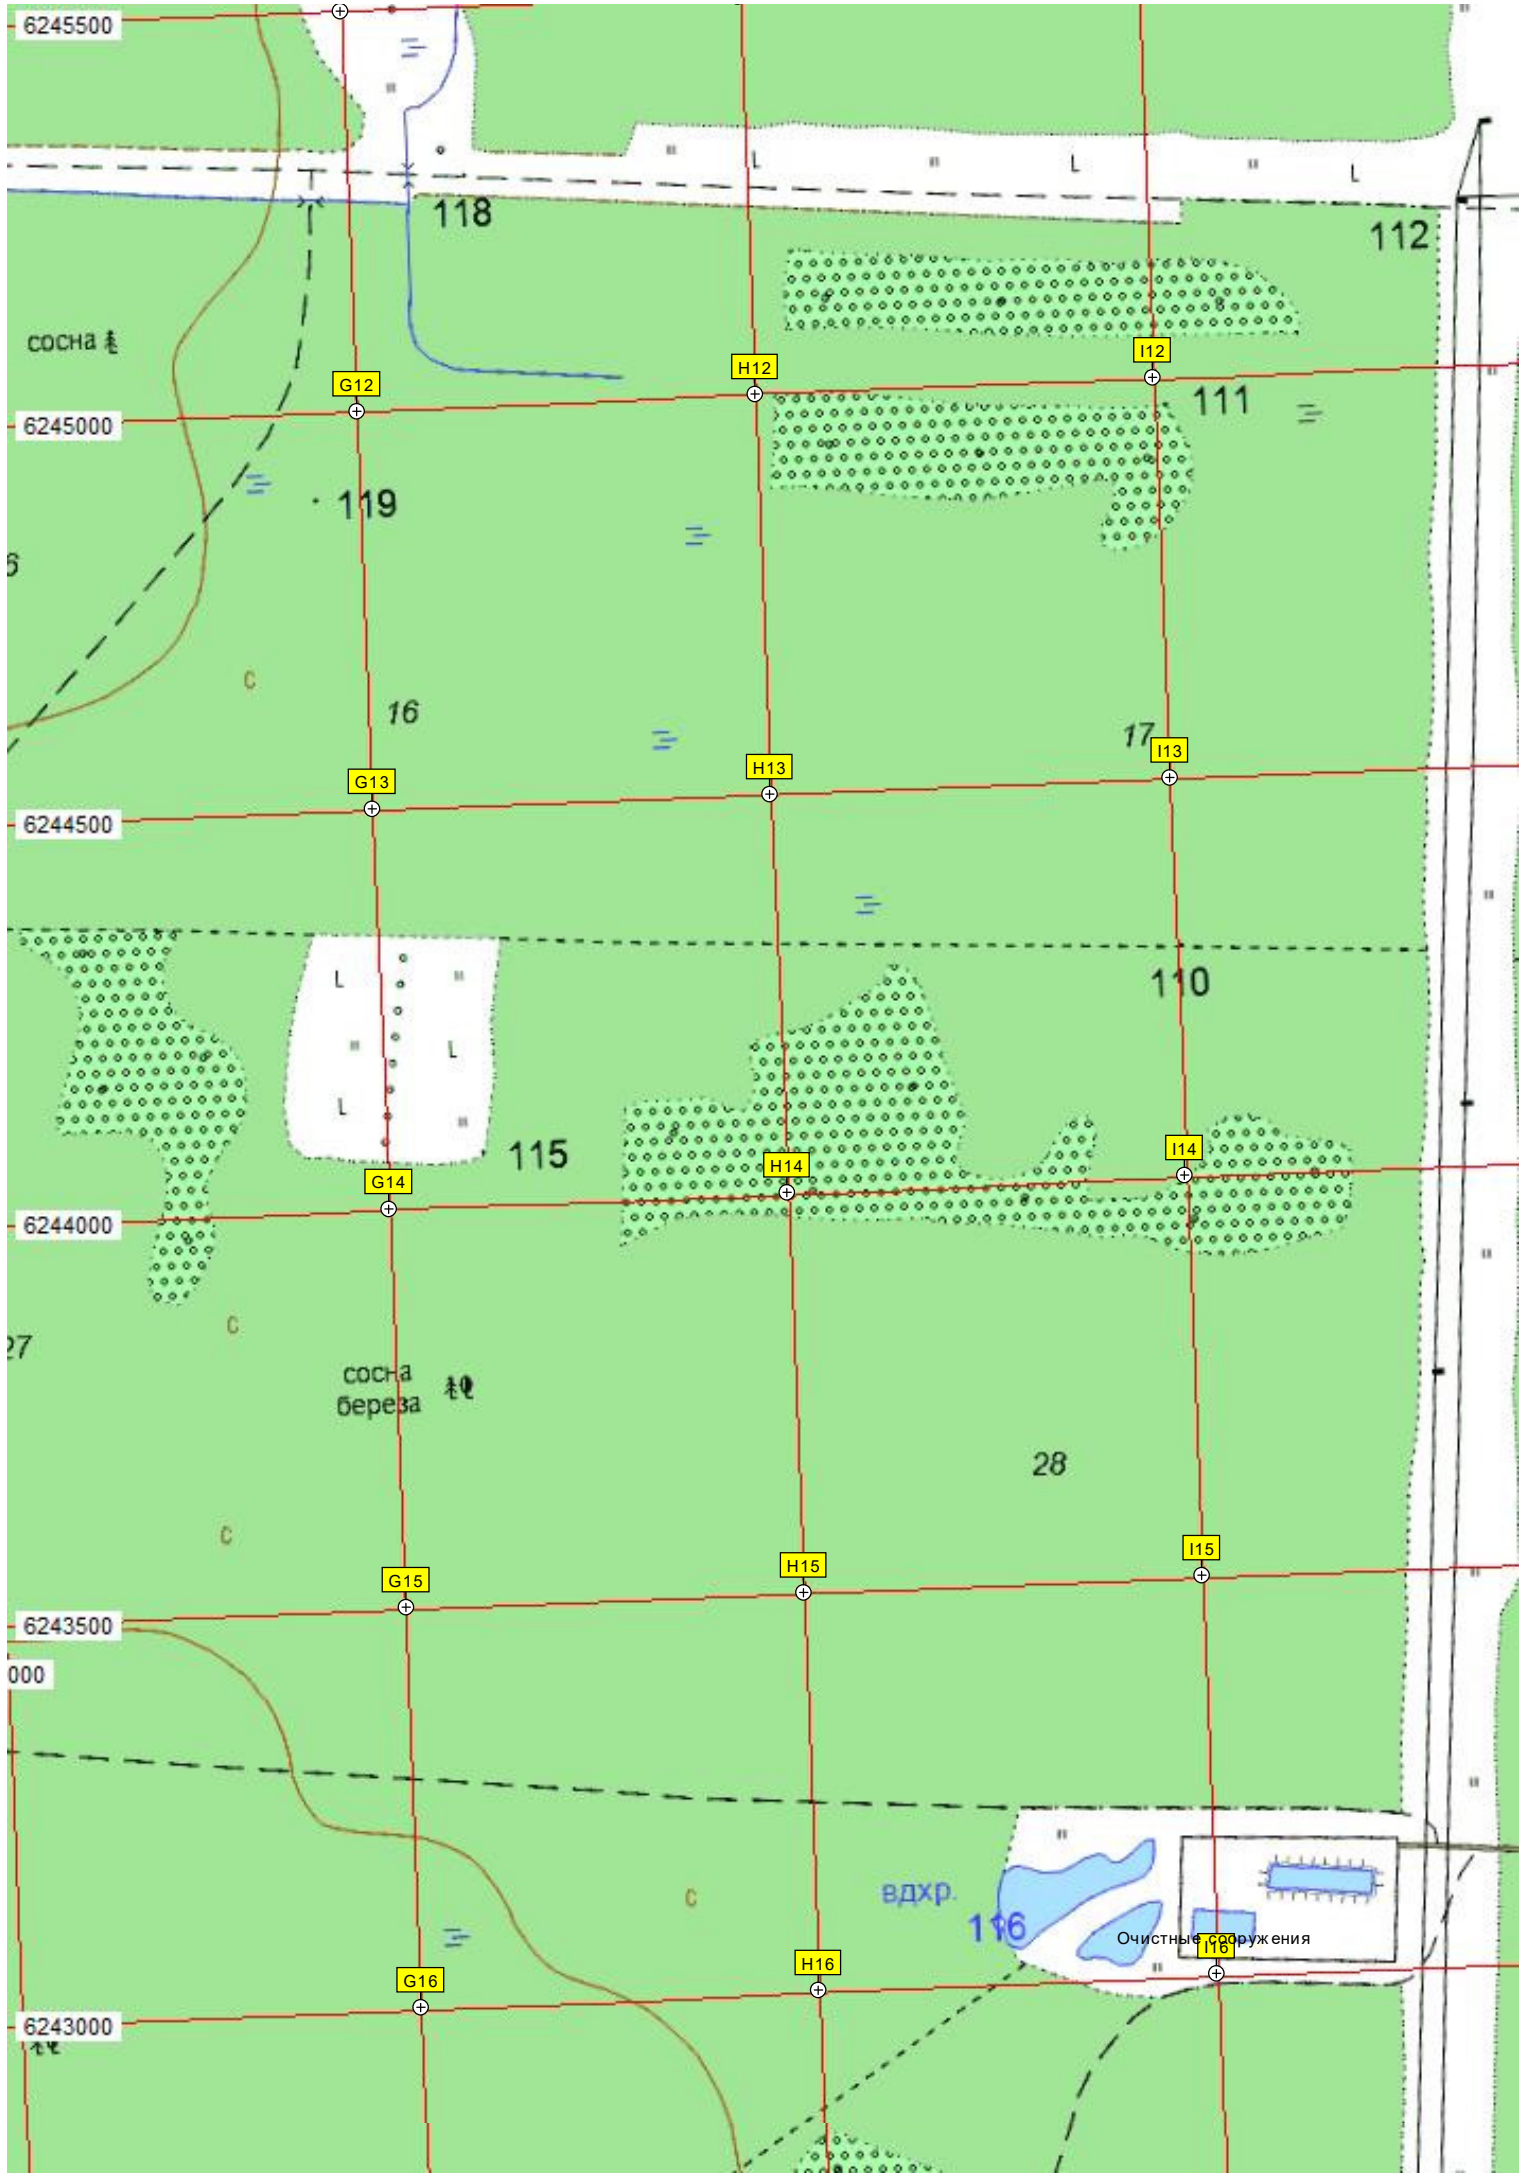 6245500
L
L
L
118
112
сосна
I12
H12
G12
111
6245000
119
6
С
16
17
I13
H13
G13
6244500
L
110
L
L
115
I14
H14
G14
6244000
С
27
сосна
береза
28
С
I15
H15
G15
6243500
000
вдхр.
С
116
Очистные сооружения
I16
H16
G16
6243000